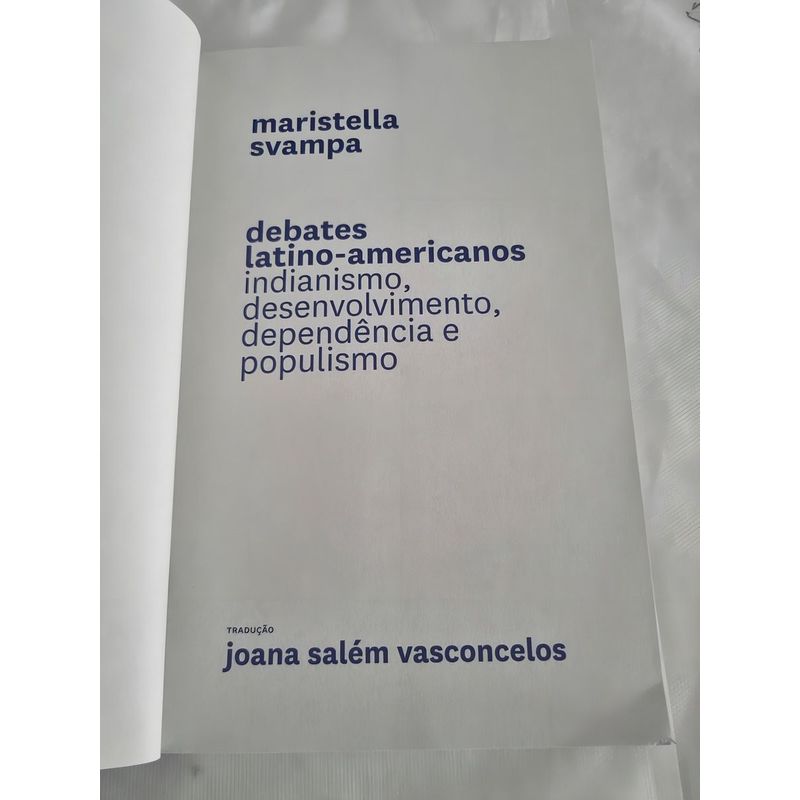 maristella
svampa
debates
latino-americanos
indianismo,
desenvolvimento,
dependência e
populismo
TRADUÇÃO
joana salém vasconcelos